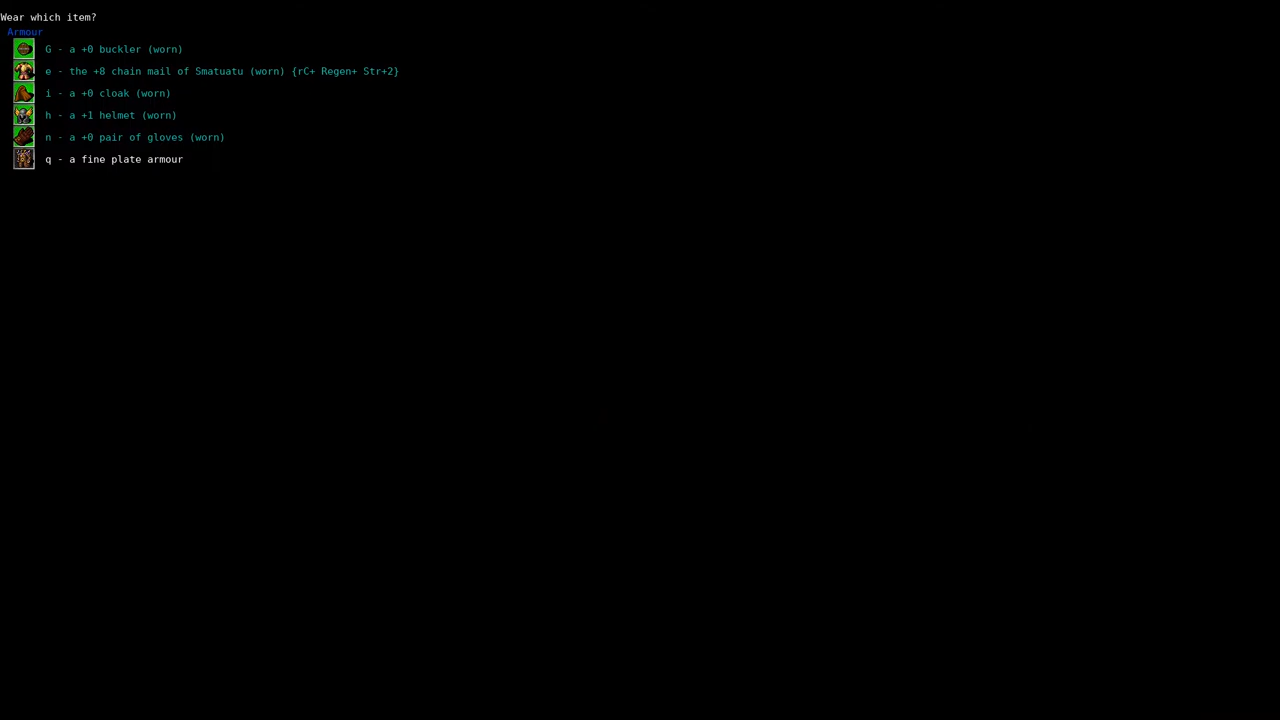 Wear which item?
Armour
G - a +0 buckler (worn)
e - the +8 chain mail of Smatuatu (worn) {rC+ Regen+ Str+2}
i - a +0 cloak (worn)
h - a +1 helmet (worn)
n - a +0 pair of gloves (worn)
q - a fine plate armour